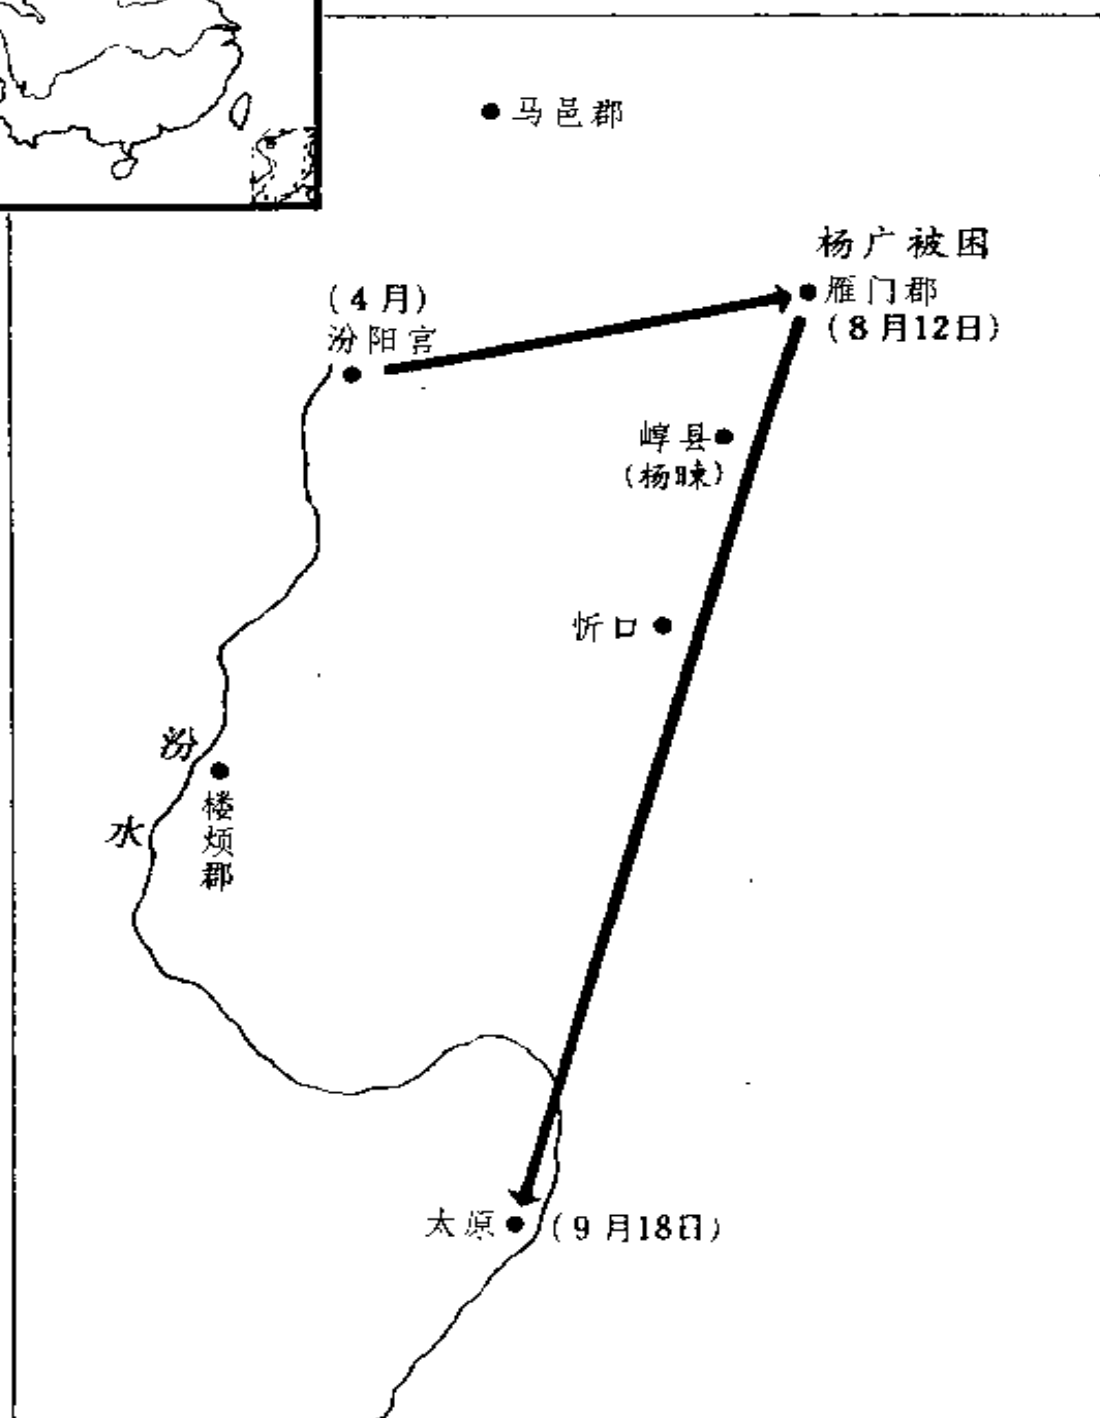 马邑郡
杨广被困
雁门郡
(8月12日)
(4月)
汾阳宫
崞县
(杨暕)
忻口
汾水
楼烦郡
太原
(9月18日)